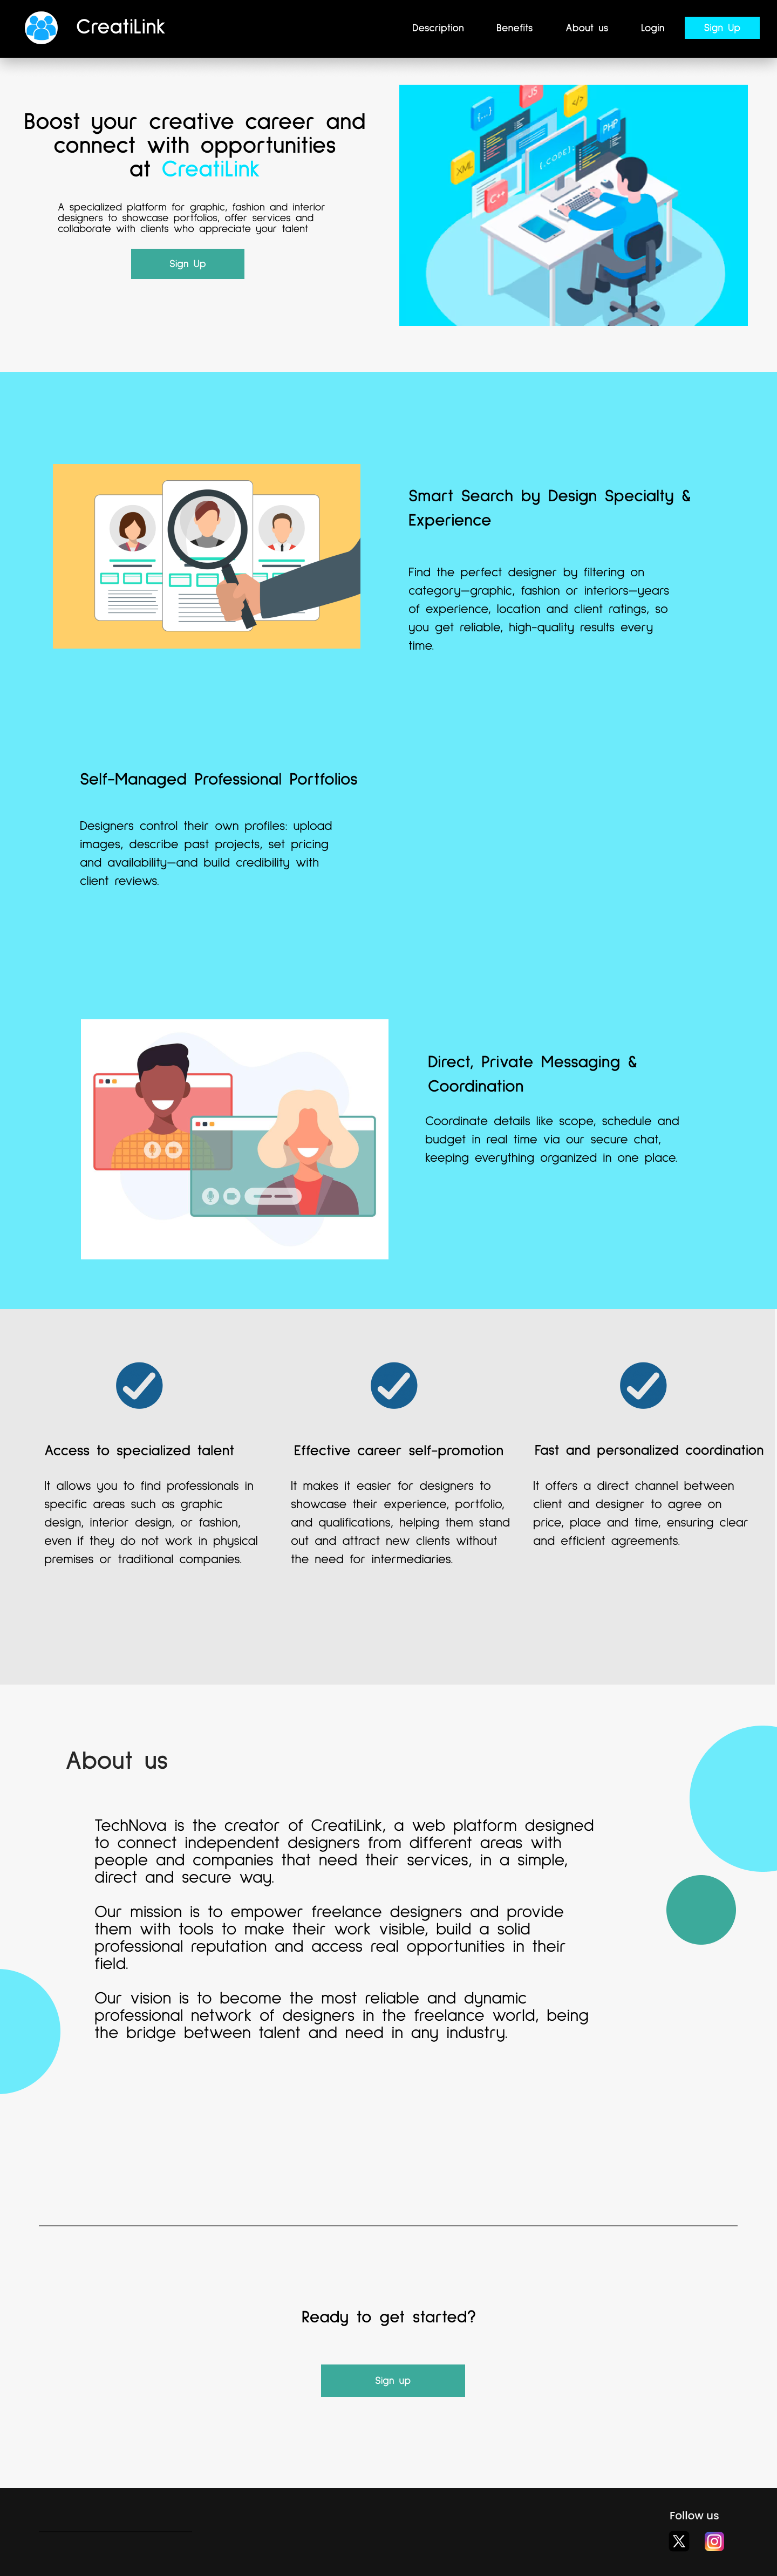 CreatiLink
Description
Benefits
About us
Login
Sign Up
Boost your creative career and
connect with opportunities
at CreatiLink
A specialized platform for graphic, fashion and interior
designers to showcase portfolios, offer services and
collaborate with clients who appreciate your talent
Sign Up
{...}
JS
</>
PHP
XML
{CODE}
C++
Smart Search by Design Specialty &
Experience
Find the perfect designer by filtering on
category—graphic, fashion or interiors—years
of experience, location and client ratings, so
you get reliable, high-quality results every
time.
Self-Managed Professional Portfolios
Designers control their own profiles: upload
images, describe past projects, set pricing
and availability—and build credibility with
client reviews.
Direct, Private Messaging &
Coordination
Coordinate details like scope, schedule and
budget in real time via our secure chat,
keeping everything organized in one place.
Access to specialized talent
It allows you to find professionals in
specific areas such as graphic
design, interior design, or fashion,
even if they do not work in physical
premises or traditional companies.
Effective career self-promotion
It makes it easier for designers to
showcase their experience, portfolio,
and qualifications, helping them stand
out and attract new clients without
the need for intermediaries.
Fast and personalized coordination
It offers a direct channel between
client and designer to agree on
price, place and time, ensuring clear
and efficient agreements.
About us
TechNova is the creator of CreatiLink, a web platform designed
to connect independent designers from different areas with
people and companies that need their services, in a simple,
direct and secure way.
Our mission is to empower freelance designers and provide
them with tools to make their work visible, build a solid
professional reputation and access real opportunities in their
field.
Our vision is to become the most reliable and dynamic
professional network of designers in the freelance world, being
the bridge between talent and need in any industry.
Ready to get started?
Sign up
Follow us